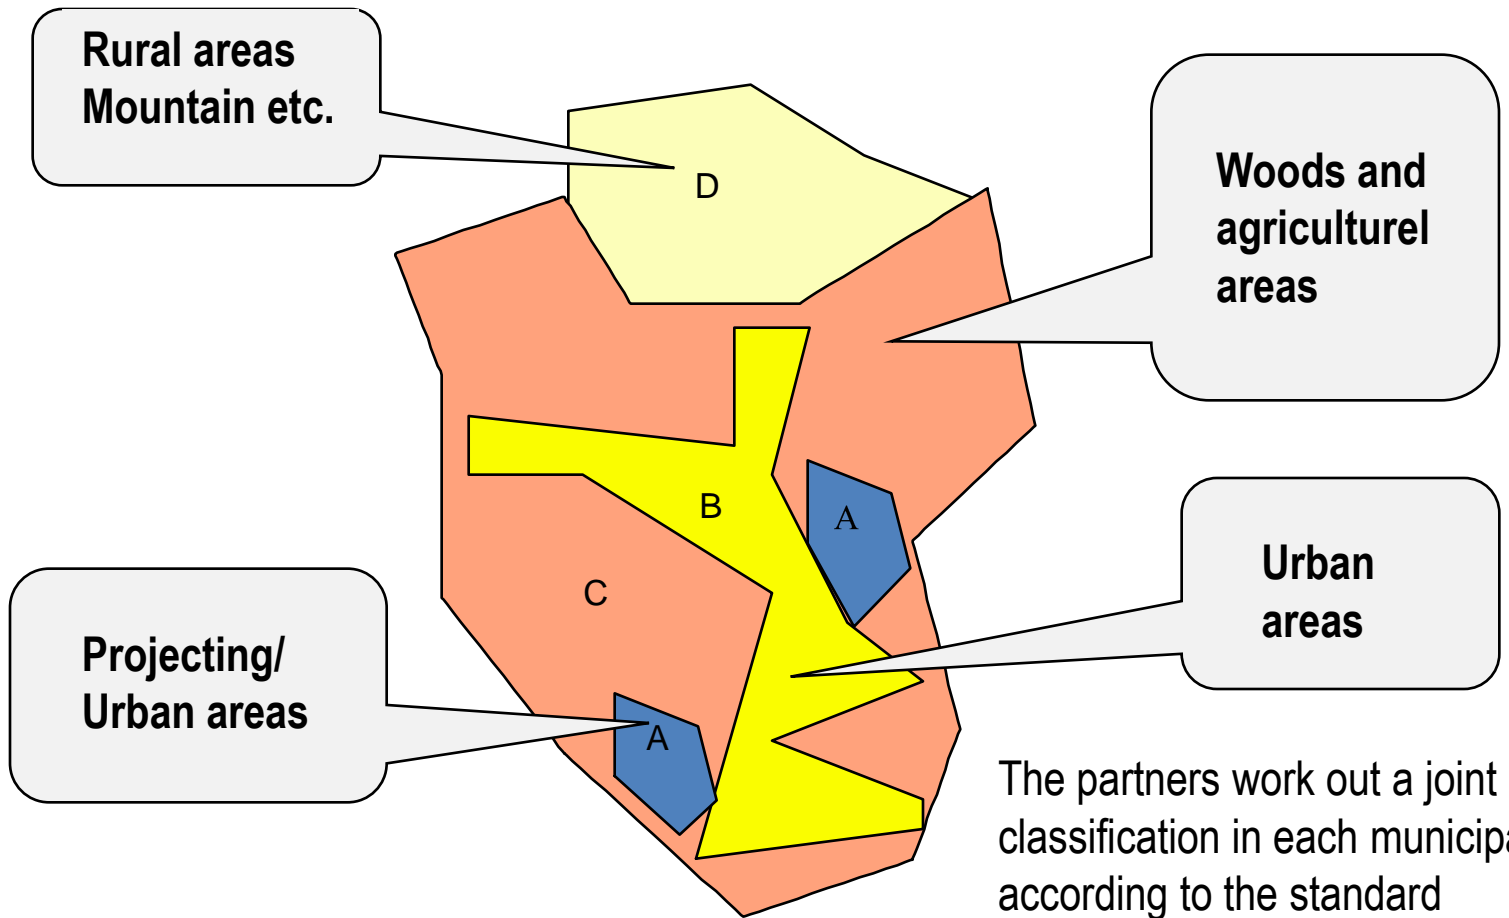 Rural areas
Mountain etc.
D
Woods and
agriculturel
areas
B
A
C
Urban
areas
Projecting/
Urban areas
A
The partners work out a joint
classification in each municipa
according to the standard